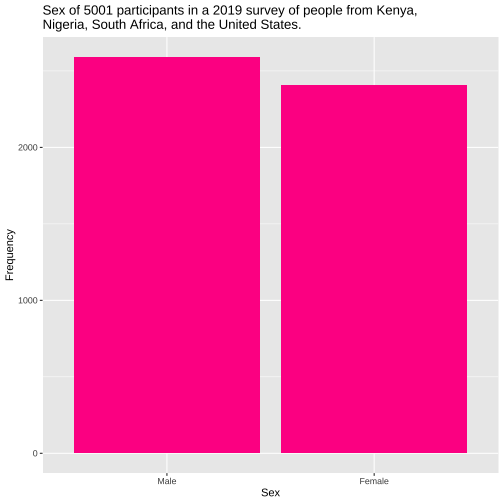 Sex of 5001 participants in a 2019 survey of people from Kenya,
Nigeria, South Africa, and the United States.
Frequency
2000
1000
0
Male Female
Sex